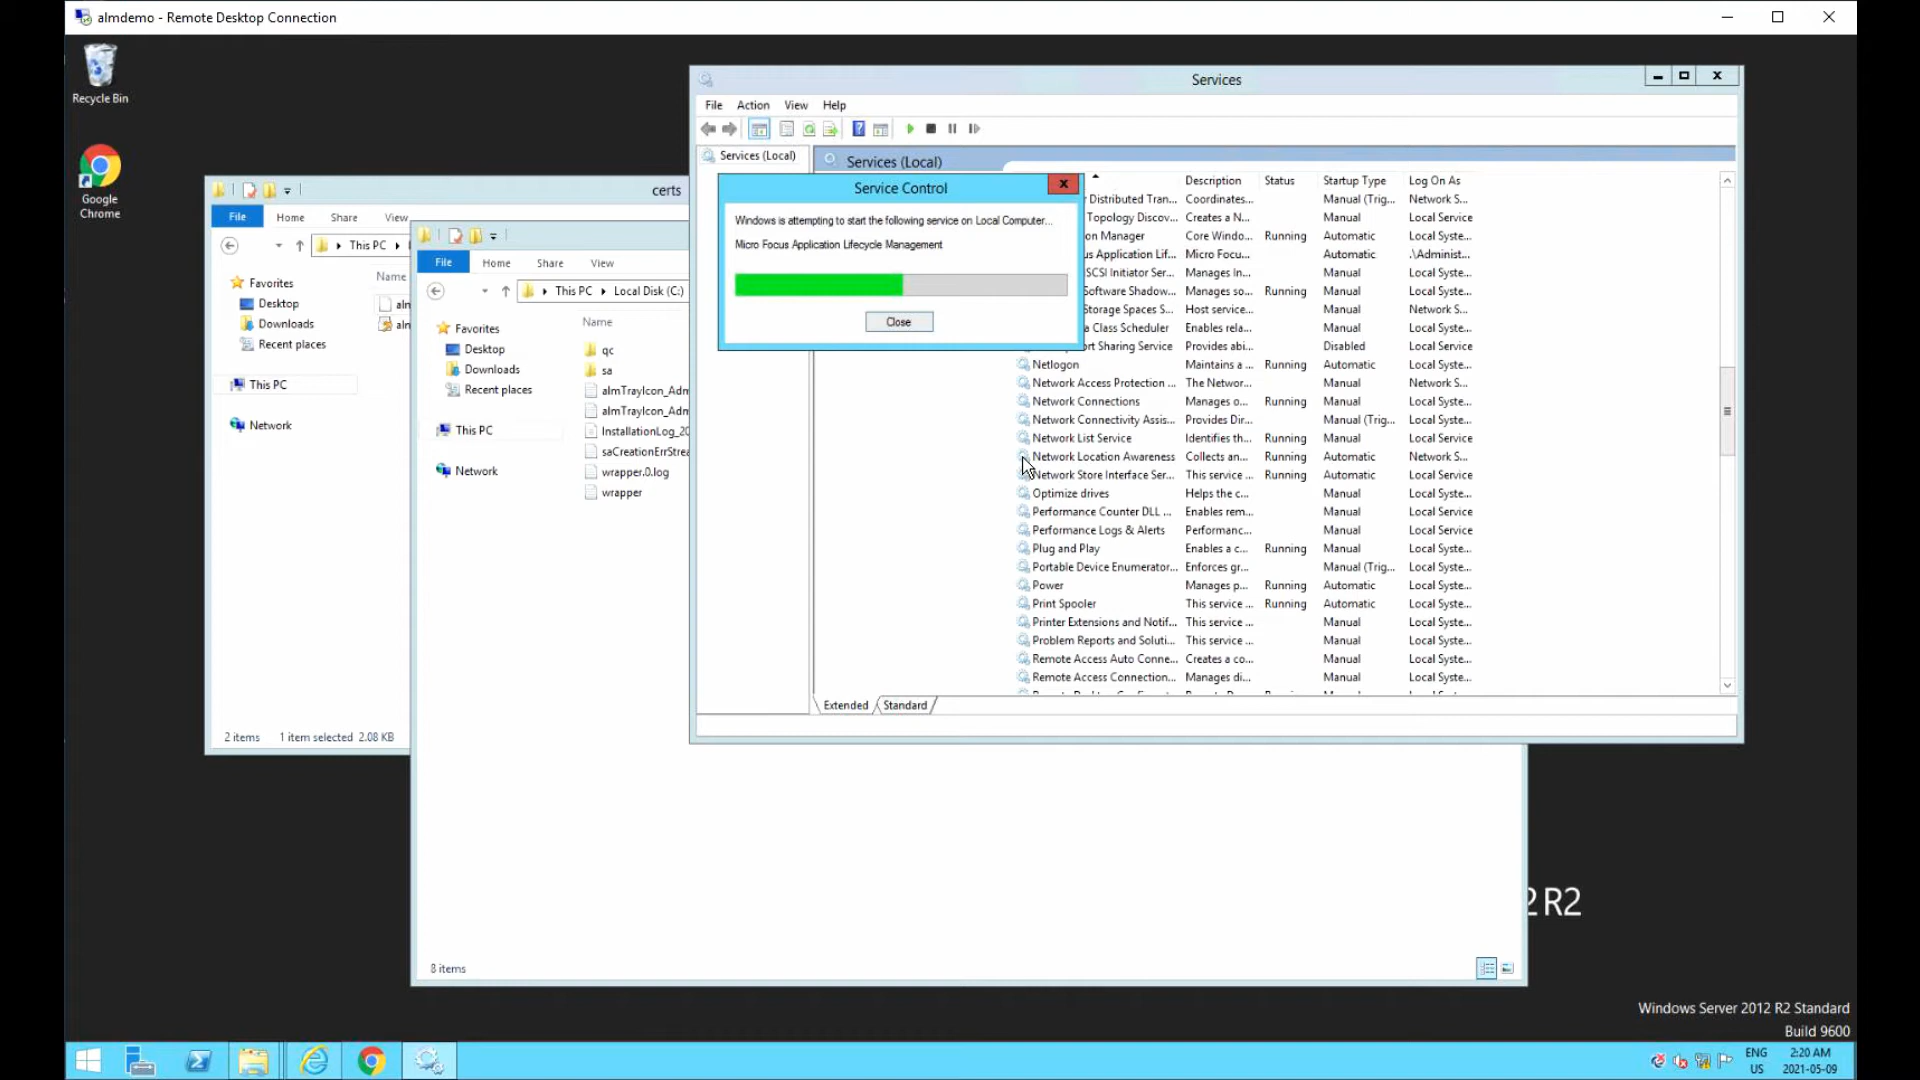 almdemo - Remote Desktop Connection
Recycle Bin
Google
Chrome
certs
File Home Share View
This PC
Name
Favorites
Desktop
Downloads
Recent places
This PC
Network
2 items 1 item selected 2.08 KB
File Home Share View
This PC Local Disk (C:)
Name
Favorites
Desktop
Downloads
Recent places
This PC
Network
qc
sa
almTrayIcon_Adm
almTrayIcon_Adm
InstallationLog_20
saCreationErrStrea
wrapper.0.log
wrapper
8 items
Services
File Action View Help
Services (Local)
Services (Local)
Service Control
Windows is attempting to start the following service on Local Computer...
Micro Focus Application Lifecycle Management
Close
Description Status Startup Type Log On As
Distributed Tran... Coordinates... Manual (Trig... Network S...
Topology Discov... Creates a N... Manual Local Service
on Manager Core Windo... Running Automatic Local Syste...
us Application Lif... Micro Focu... Automatic .\Administ...
SCSI Initiator Ser... Manages In... Manual Local Syste...
Software Shadow... Manages so... Running Manual Local Syste...
Storage Spaces S... Host service... Manual Network S...
a Class Scheduler Enables rela... Manual Local Syste...
ort Sharing Service Provides abi... Disabled Local Service
Netlogon Maintains a ... Running Automatic Local Syste...
Network Access Protection ... The Networ... Manual Network S...
Network Connections Manages o... Running Manual Local Syste...
Network Connectivity Assis... Provides Dir... Manual (Trig... Local Syste...
Network List Service Identifies th... Running Manual Local Service
Network Location Awareness Collects an... Running Automatic Network S...
Network Store Interface Ser... This service ... Running Automatic Local Service
Optimize drives Helps the c... Manual Local Syste...
Performance Counter DLL ... Enables rem... Manual Local Service
Performance Logs & Alerts Performanc... Manual Local Service
Plug and Play Enables a c... Running Manual Local Syste...
Portable Device Enumerator... Enforces gr... Manual (Trig... Local Syste...
Power Manages p... Running Automatic Local Syste...
Print Spooler This service ... Running Automatic Local Syste...
Printer Extensions and Notif... This service ... Manual Local Syste...
Problem Reports and Soluti... This service ... Manual Local Syste...
Remote Access Auto Conne... Creates a co... Manual Local Syste...
Remote Access Connection... Manages di... Manual Local Syste...
Extended Standard
2 R2
Windows Server 2012 R2 Standard
Build 9600
ENG
US
2:20 AM
2021-05-09